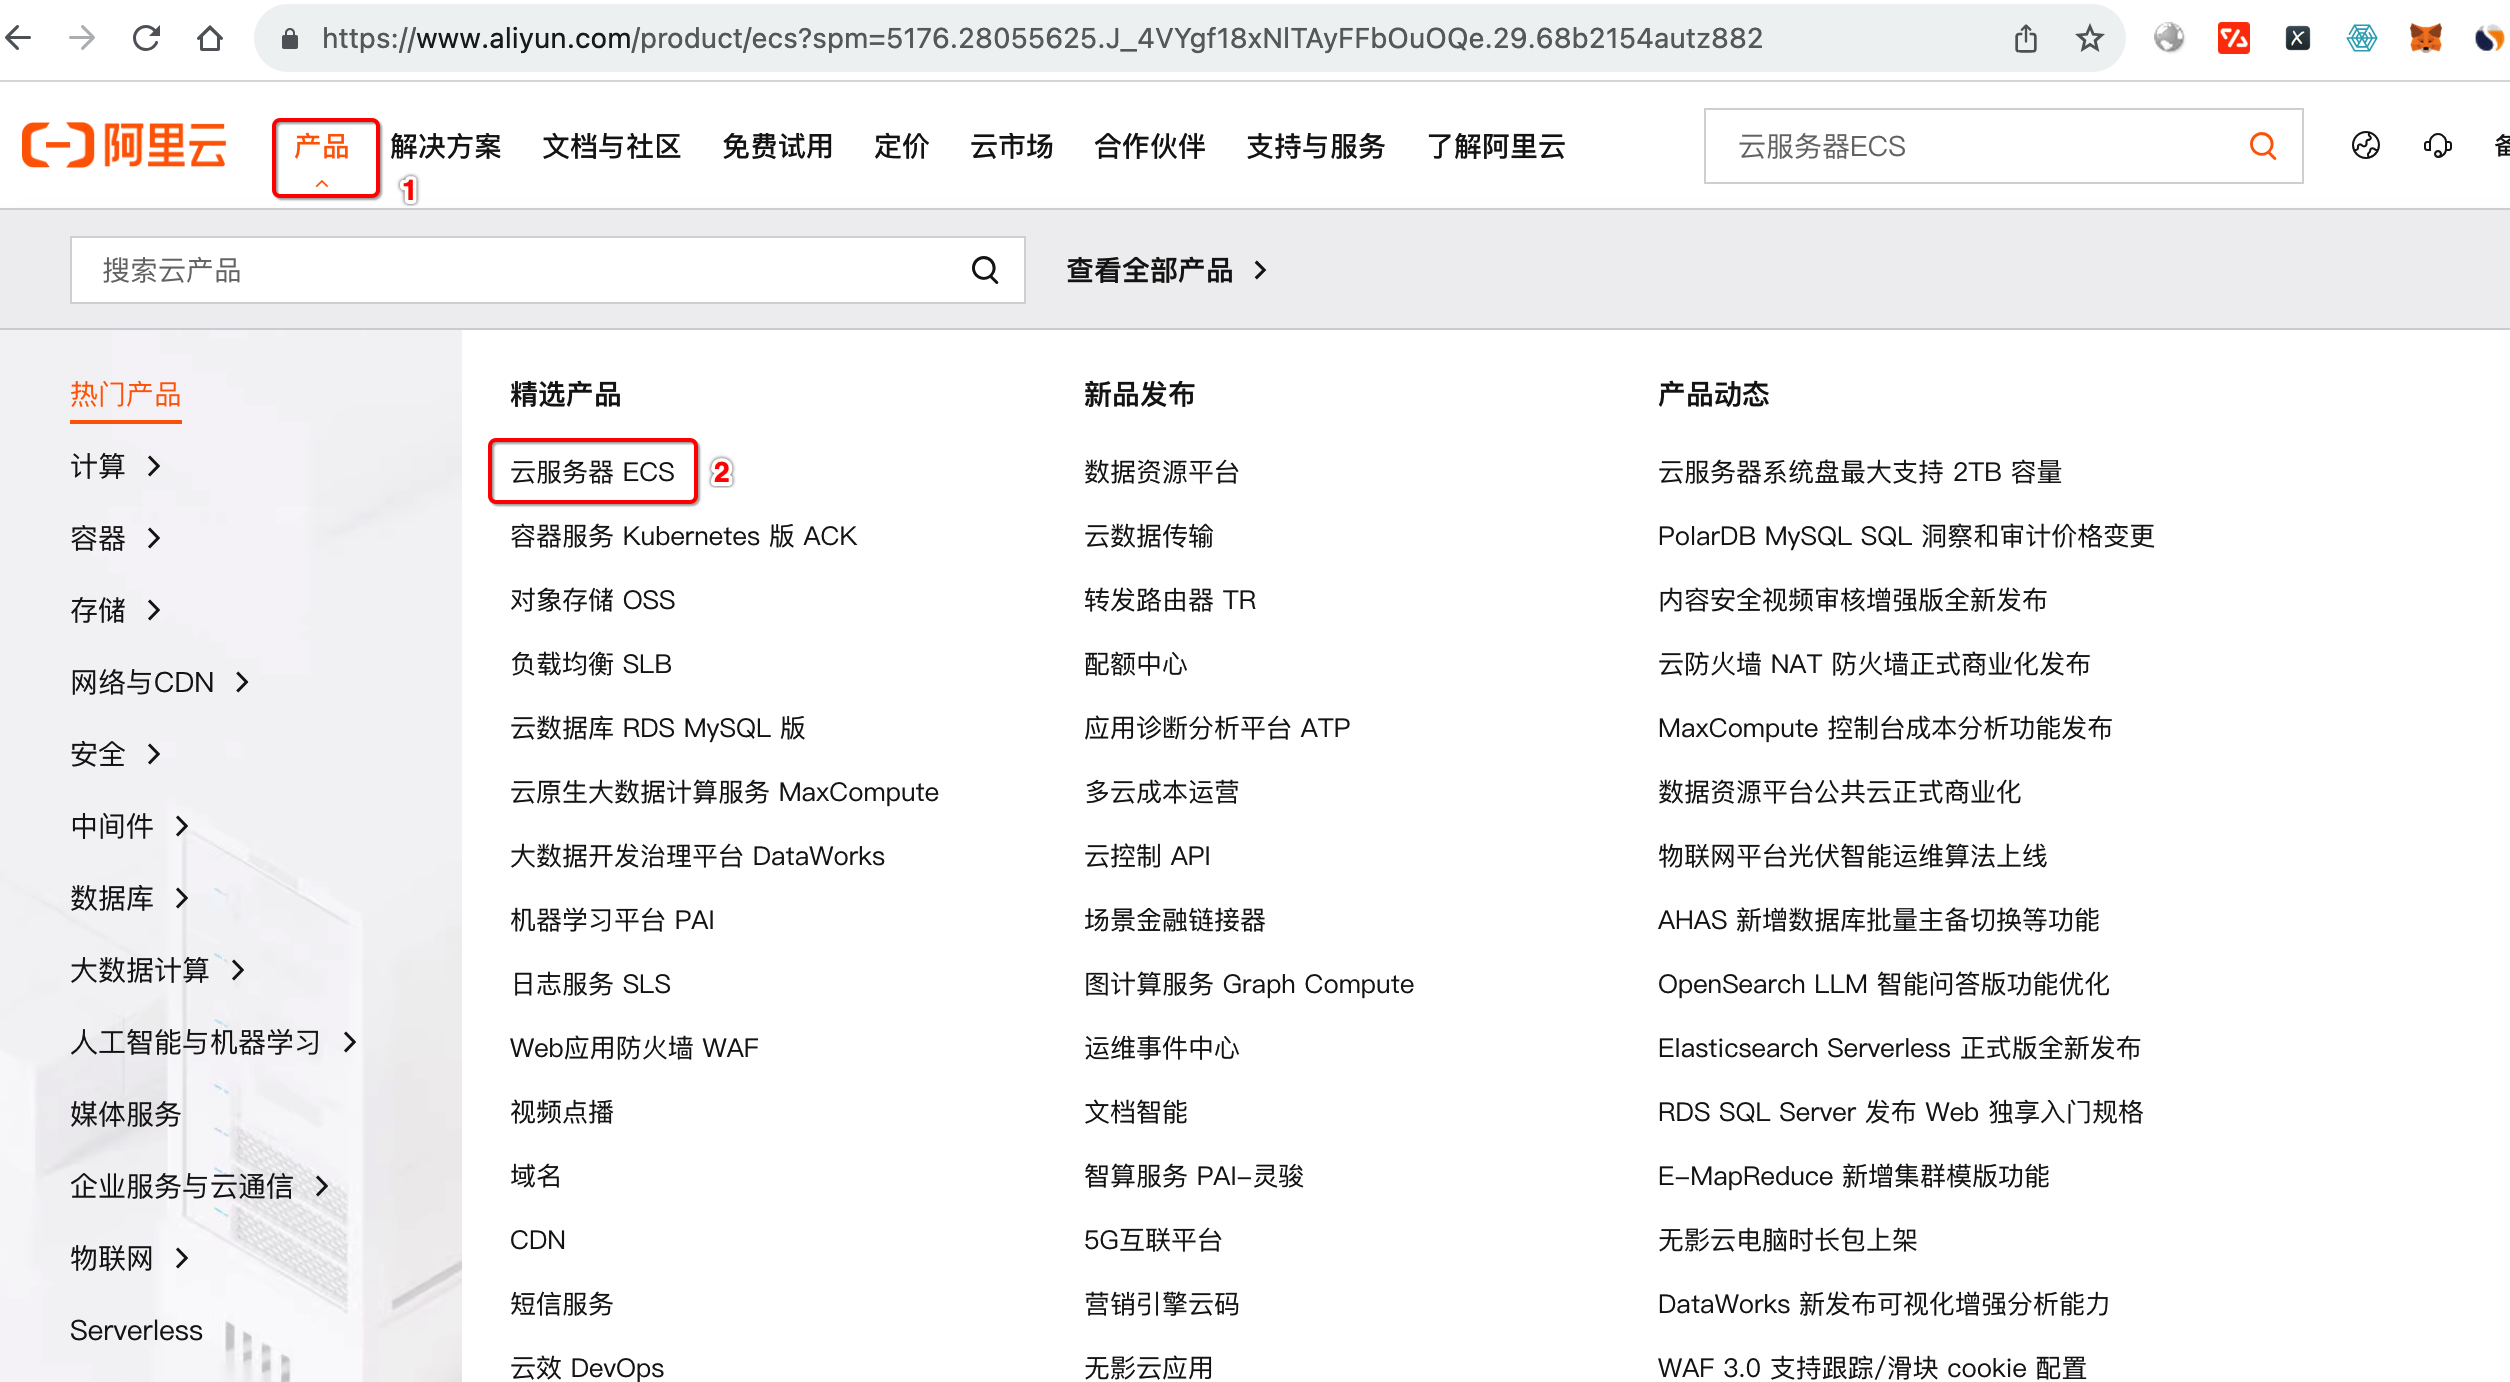 https://www.aliyun.com/product/ecs?spm=5176.28055625.J_4VYgf18xNlTAyFFbOuOQe.29.68b2154autz882
阿里云 产品 解决方案 文档与社区 免费试用 定价 云市场 合作伙伴 支持与服务 了解阿里云 云服务器ECS
1
搜索云产品 查看全部产品
热门产品
计算
容器
存储
网络与CDN
安全
中间件
数据库
大数据计算
人工智能与机器学习
媒体服务
企业服务与云通信
物联网
Serverless
精选产品
云服务器 ECS 2
容器服务 Kubernetes 版 ACK
对象存储 OSS
负载均衡 SLB
云数据库 RDS MySQL 版
云原生大数据计算服务 MaxCompute
大数据开发治理平台 DataWorks
机器学习平台 PAI
日志服务 SLS
Web应用防火墙 WAF
视频点播
域名
CDN
短信服务
云效 DevOps
新品发布
数据资源平台
云数据传输
转发路由器 TR
配额中心
应用诊断分析平台 ATP
多云成本运营
云控制 API
场景金融链接器
图计算服务 Graph Compute
运维事件中心
文档智能
智算服务 PAI-灵骏
5G互联平台
营销引擎云码
无影云应用
产品动态
云服务器系统盘最大支持 2TB 容量
PolarDB MySQL SQL 洞察和审计价格变更
内容安全视频审核增强版全新发布
云防火墙 NAT 防火墙正式商业化发布
MaxCompute 控制台成本分析功能发布
数据资源平台公共云正式商业化
物联网平台光伏智能运维算法上线
AHAS 新增数据库批量主备切换等功能
OpenSearch LLM 智能问答版功能优化
Elasticsearch Serverless 正式版全新发布
RDS SQL Server 发布 Web 独享入门规格
E-MapReduce 新增集群模版功能
无影云电脑时长包上架
DataWorks 新发布可视化增强分析能力
WAF 3.0 支持跟踪/滑块 cookie 配置